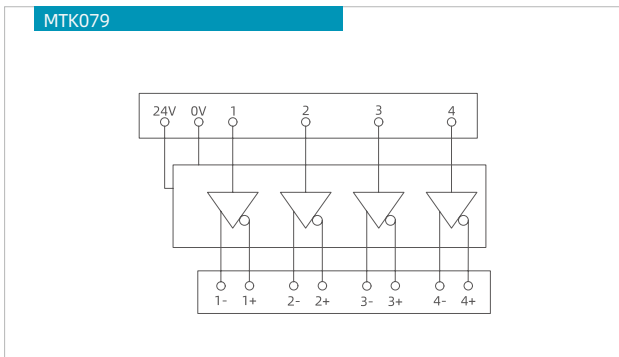 MTK079
24V 0V 1 2 3 4
1- 1+ 2- 2+ 3- 3+ 4- 4+